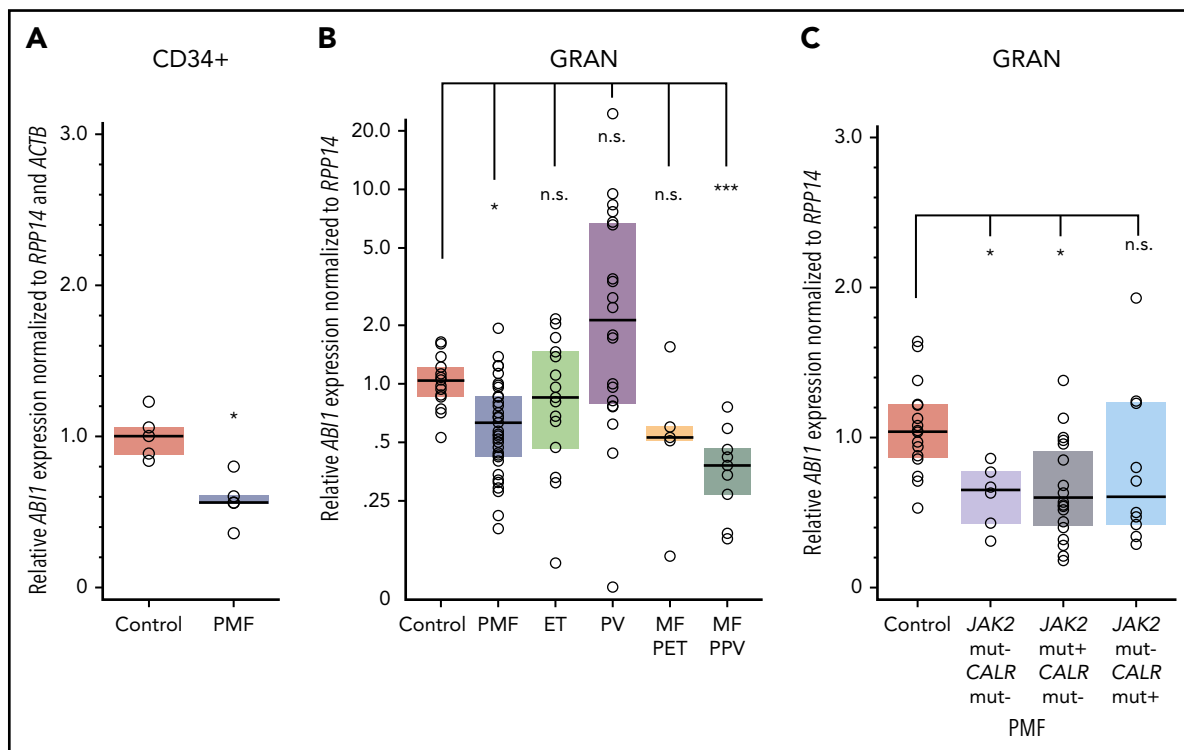 A
CD34+
Relative ABI1 expression normalized to RPP14 and ACTB
3.0
2.0
1.0
0
*
Control
PMF
B
GRAN
Relative ABI1 expression normalized to RPP14
20.0
10.0
5.0
2.0
1.0
.5
.25
0
*
n.s.
n.s.
n.s.
***
Control
PMF
ET
PV
MF
PET
MF
PPV
C
GRAN
Relative ABI1 expression normalized to RPP14
3.0
2.0
1.0
0
*
*
n.s.
Control
JAK2
mut-
CALR
mut-
JAK2
mut+
CALR
mut-
JAK2
mut-
CALR
mut+
PMF